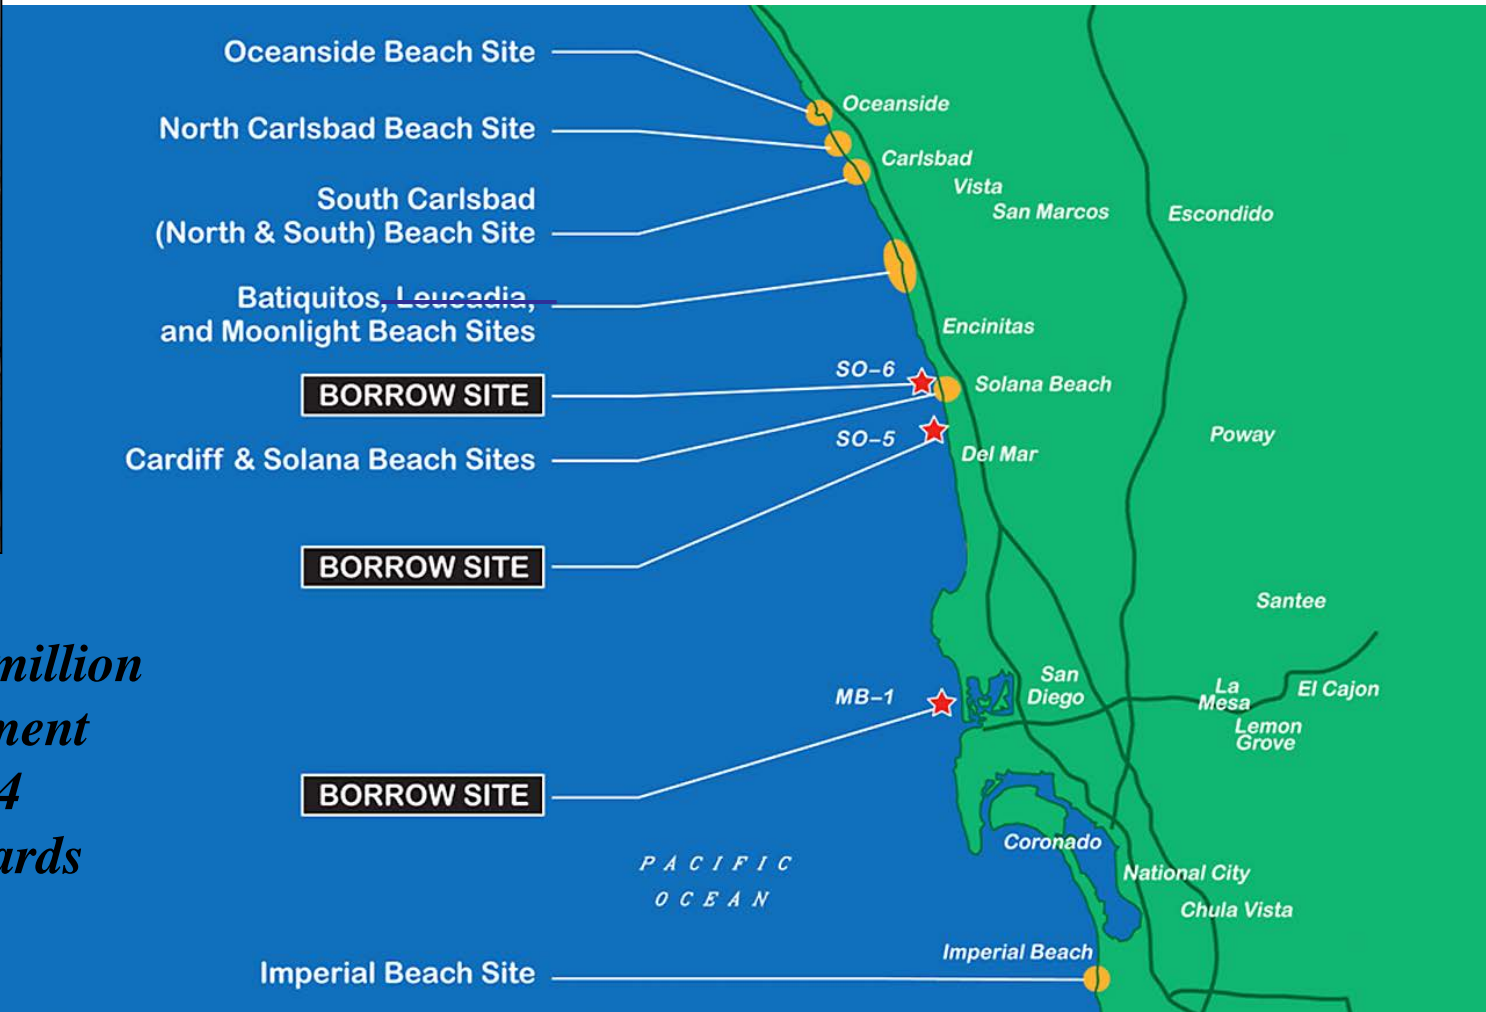 Oceanside Beach Site
Oceanside
North Carlsbad Beach Site
Carlsbad
Vista
San Marcos
Escondido
South Carlsbad
(North & South) Beach Site
Batiquitos, Leucadia,
and Moonlight Beach Sites
Encinitas
SO-6
BORROW SITE
Solana Beach
SO-5
Cardiff & Solana Beach Sites
Del Mar
Poway
BORROW SITE
Santee
million
ment
4
ards
MB-1
San
Diego
La
Mesa
El Cajon
Lemon
Grove
BORROW SITE
Coronado
PACIFIC
OCEAN
National City
Chula Vista
Imperial Beach
Imperial Beach Site